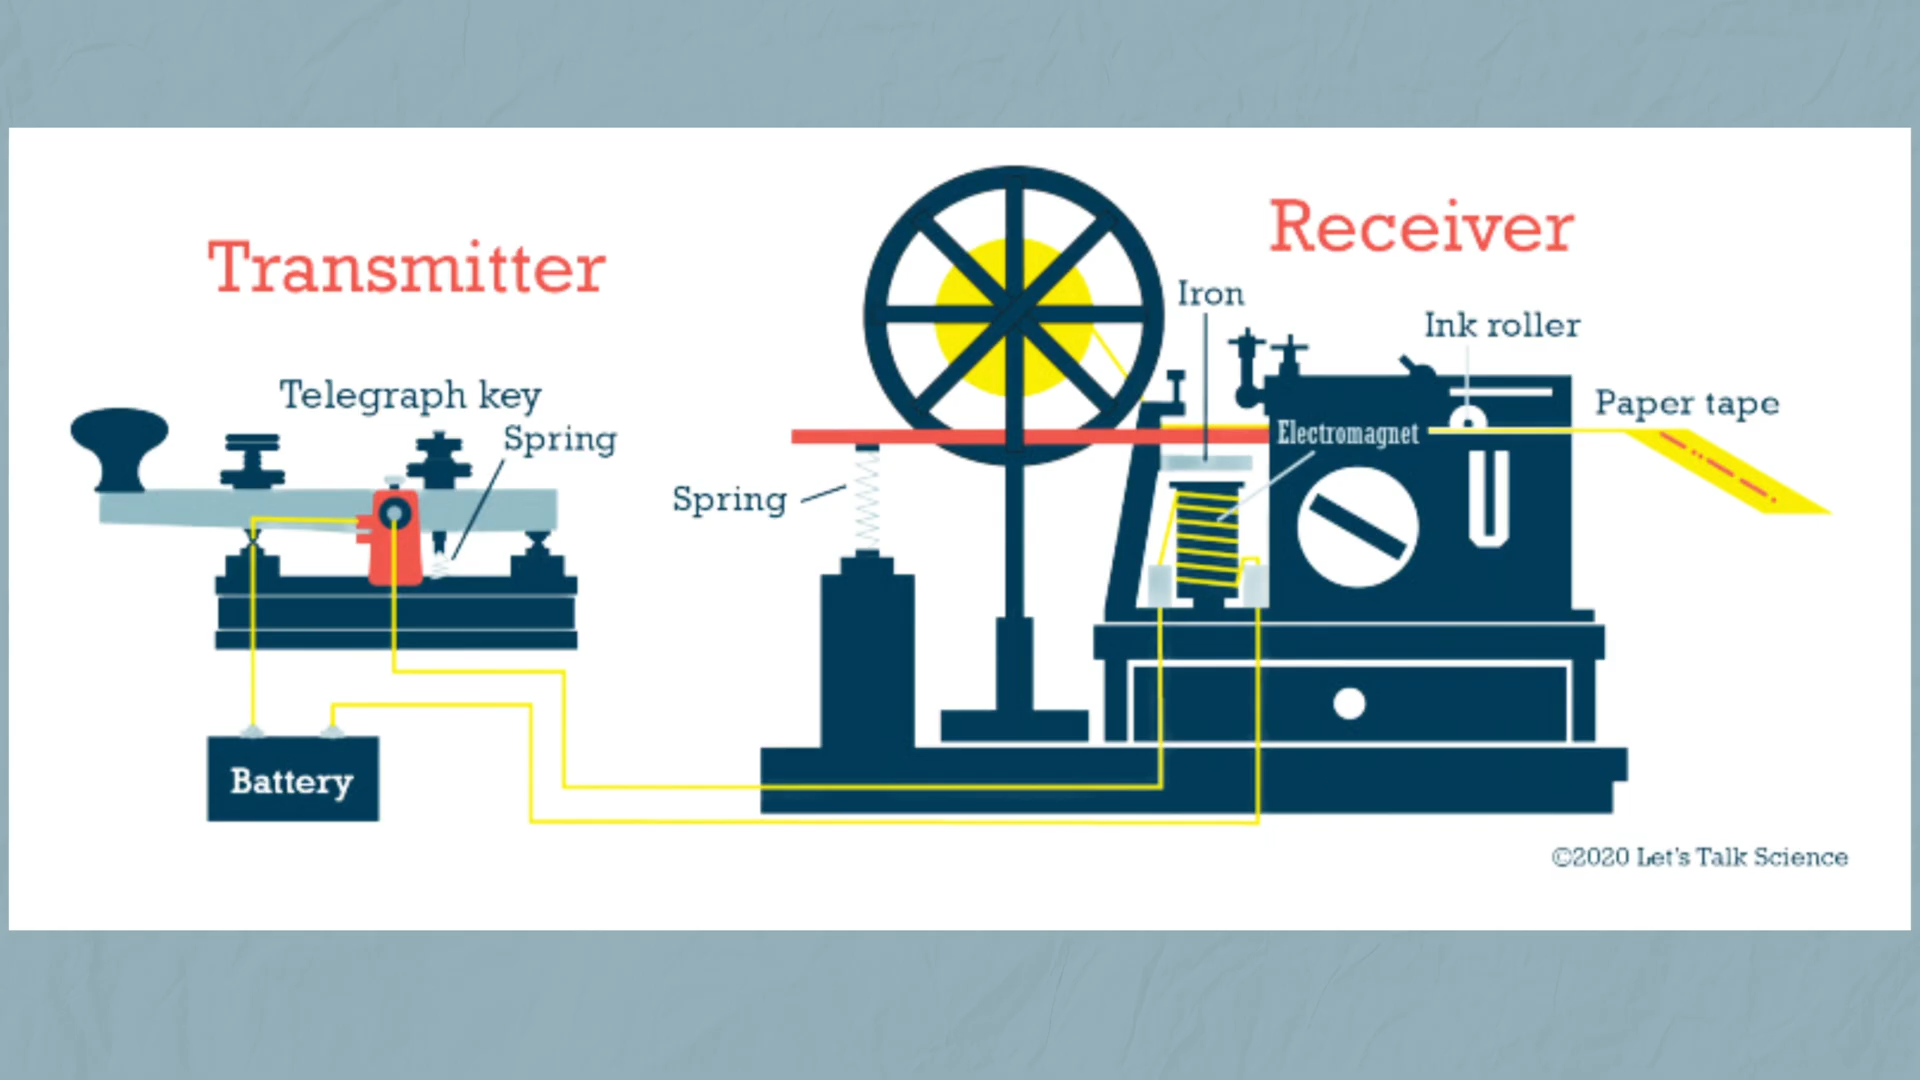 Transmitter
Receiver
Iron
Ink roller
Telegraph key
Paper tape
Spring
Electromagnet
Spring
Battery
©2020 Let's Talk Science